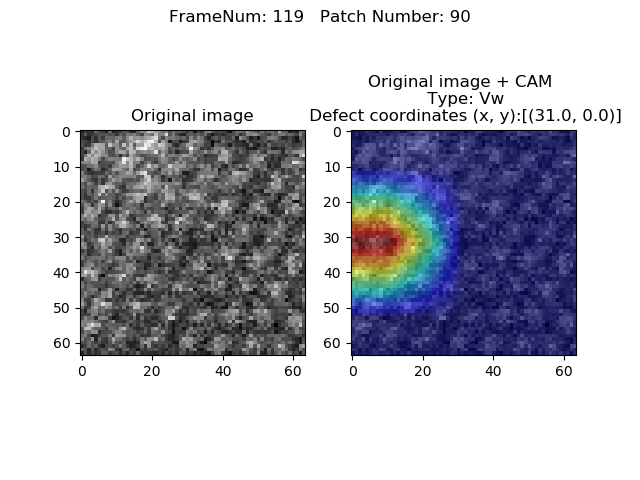 FrameNum: 119   Patch Number: 90
Original image
Original image + CAM
Type: Vw
Defect coordinates (x, y):[(31.0, 0.0)]
0
10
20
30
40
50
60
0 20 40 60
0
10
20
30
40
50
60
0 20 40 60